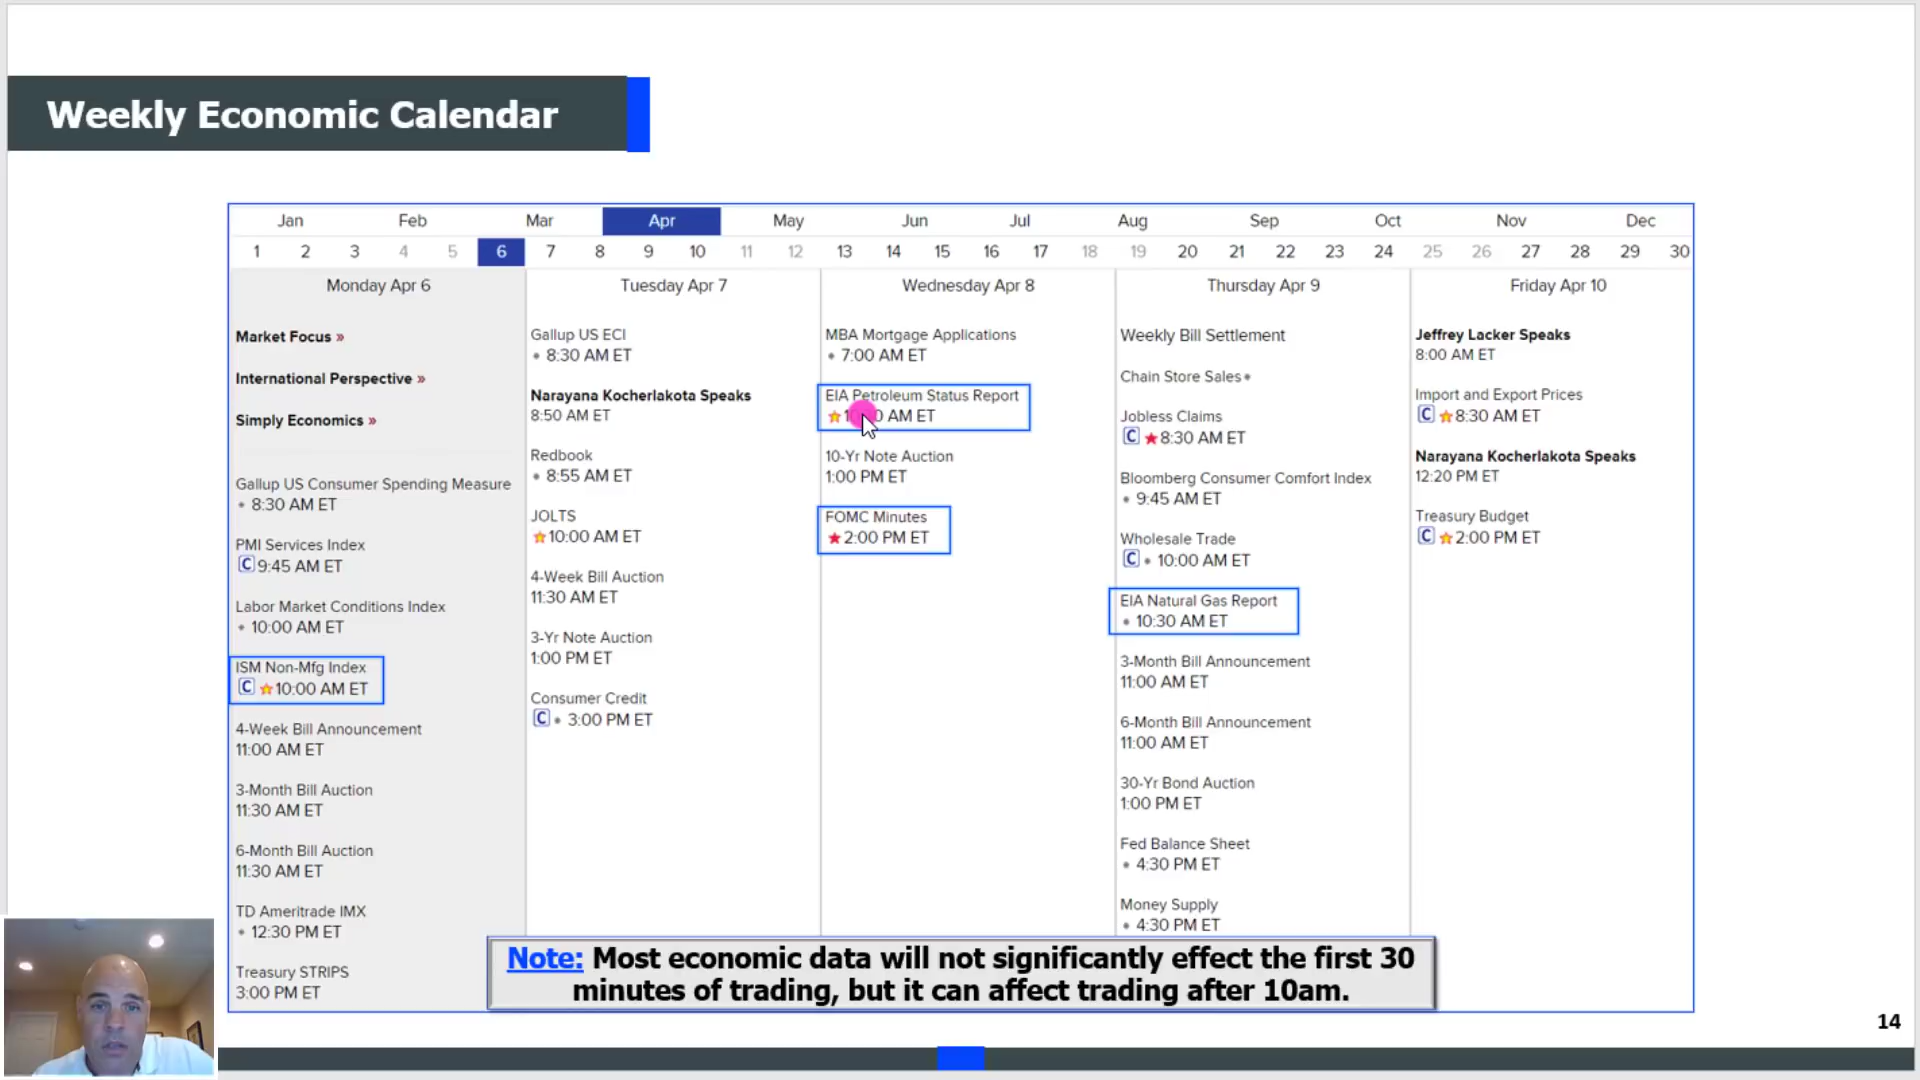 Weekly Economic Calendar
Jan Feb Mar Apr May Jun Jul Aug Sep Oct Nov Dec
1 2 3 4 5 6 7 8 9 10 11 12 13 14 15 16 17 18 19 20 21 22 23 24 25 26 27 28 29 30
Monday Apr 6
Market Focus »
International Perspective »
Simply Economics »
Gallup US Consumer Spending Measure
8:30 AM ET
PMI Services Index
C 9:45 AM ET
Labor Market Conditions Index
10:00 AM ET
ISM Non-Mfg Index
C 10:00 AM ET
4-Week Bill Announcement
11:00 AM ET
3-Month Bill Auction
11:30 AM ET
6-Month Bill Auction
11:30 AM ET
TD Ameritrade IMX
12:30 PM ET
Treasury STRIPS
3:00 PM ET
Tuesday Apr 7
Gallup US ECI
8:30 AM ET
Narayana Kocherlakota Speaks
8:50 AM ET
Redbook
8:55 AM ET
JOLTS
10:00 AM ET
4-Week Bill Auction
11:30 AM ET
3-Yr Note Auction
1:00 PM ET
Consumer Credit
C 3:00 PM ET
Wednesday Apr 8
MBA Mortgage Applications
7:00 AM ET
EIA Petroleum Status Report
AM ET
10-Yr Note Auction
1:00 PM ET
FOMC Minutes
2:00 PM ET
Thursday Apr 9
Weekly Bill Settlement
Chain Store Sales
Jobless Claims
C 8:30 AM ET
Bloomberg Consumer Comfort Index
9:45 AM ET
Wholesale Trade
C 10:00 AM ET
EIA Natural Gas Report
10:30 AM ET
3-Month Bill Announcement
11:00 AM ET
6-Month Bill Announcement
11:00 AM ET
30-Yr Bond Auction
1:00 PM ET
Fed Balance Sheet
4:30 PM ET
Money Supply
4:30 PM ET
Friday Apr 10
Jeffrey Lacker Speaks
8:00 AM ET
Import and Export Prices
C 8:30 AM ET
Narayana Kocherlakota Speaks
12:20 PM ET
Treasury Budget
C 2:00 PM ET
Note: Most economic data will not significantly effect the first 30
minutes of trading, but it can affect trading after 10am.
14